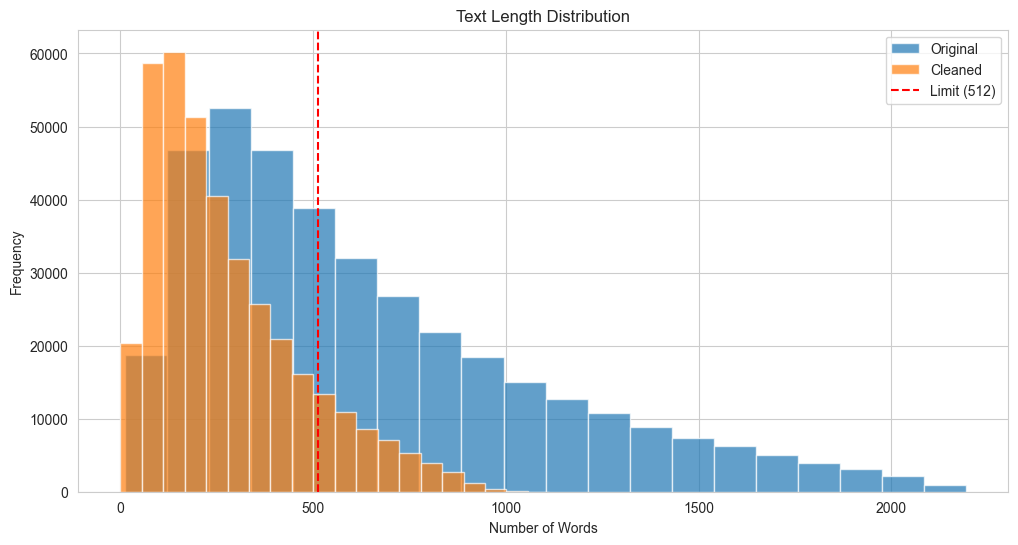 Text Length Distribution
Original
Cleaned
Limit (512)
60000
50000
40000
30000
20000
10000
0
Frequency
0 500 1000 1500 2000
Number of Words